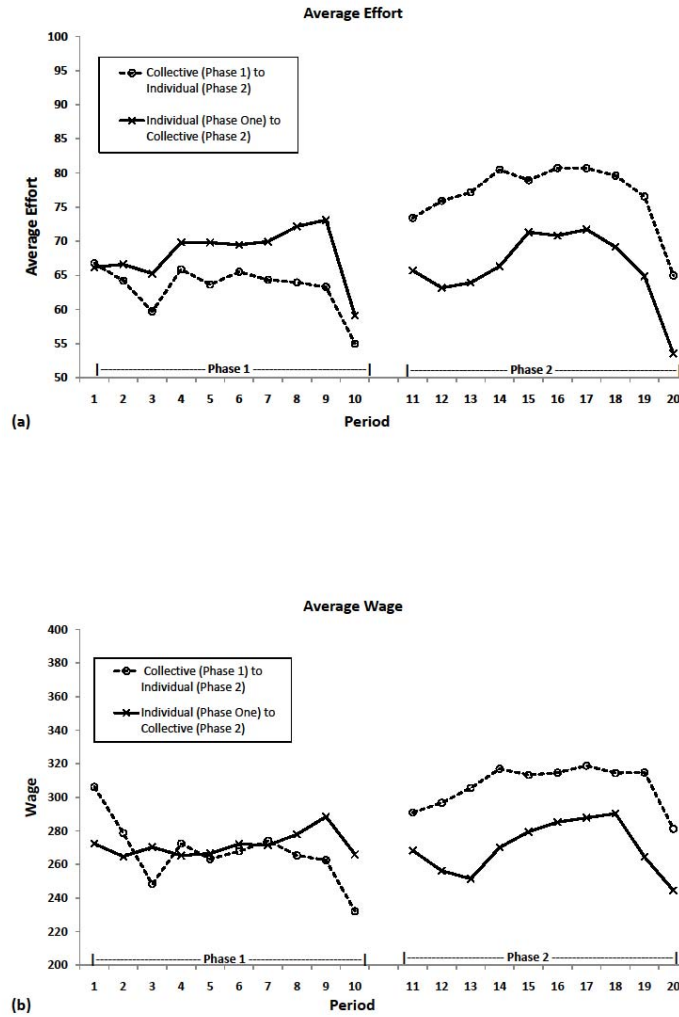 Average Effort
100
95
90
85
80
75
70
65
60
55
50
Average Effort
Collective (Phase 1) to
Individual (Phase 2)
Individual (Phase One) to
Collective (Phase 2)
Phase 1
Phase 2
1 2 3 4 5 6 7 8 9 10 11 12 13 14 15 16 17 18 19 20
(a)
Period
Average Wage
400
380
360
340
320
300
280
260
240
220
200
Wage
Collective (Phase 1) to
Individual (Phase 2)
Individual (Phase One) to
Collective (Phase 2)
Phase 1
Phase 2
1 2 3 4 5 6 7 8 9 10 11 12 13 14 15 16 17 18 19 20
(b)
Period